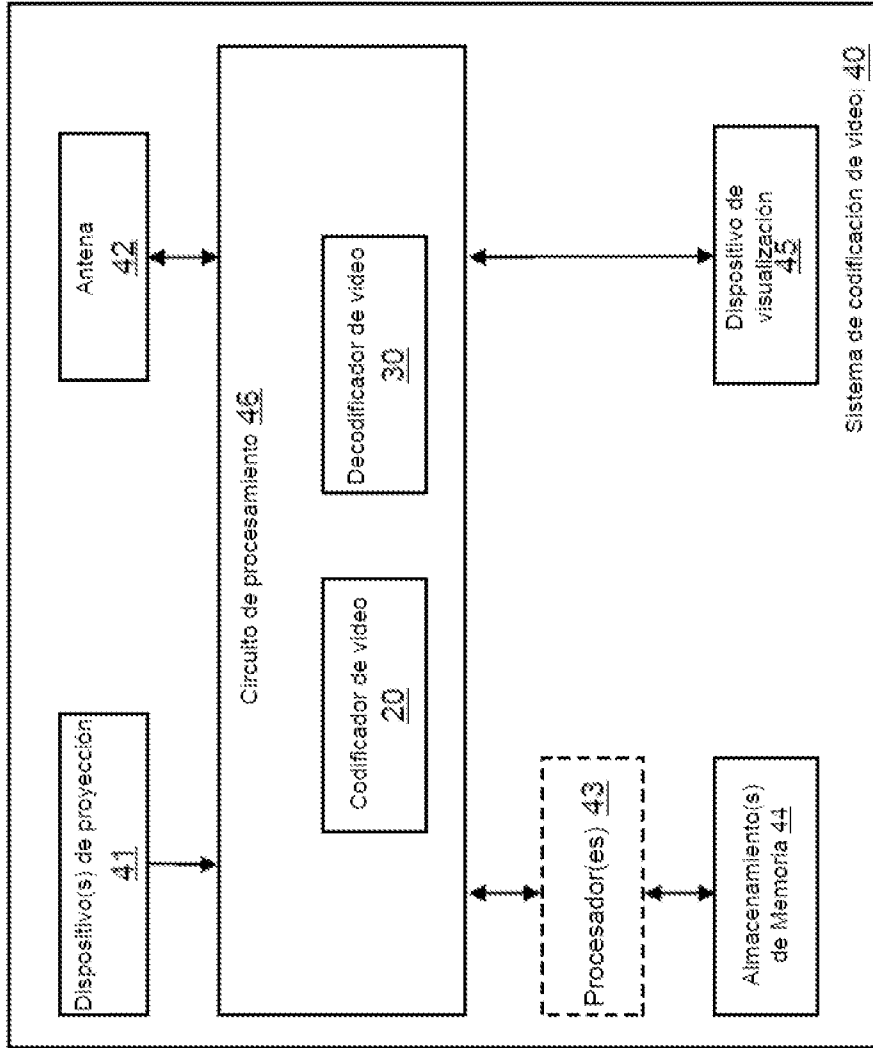 Dispositivo(s) de proyección
41
Antena
42
Circuito de procesamiento 46
Codificador de vídeo
20
Decodificador de vídeo
30
Procesador(es) 43
Almacenamiento(s)
de Memoria 44
Dispositivo de
visualización
45
Sistema de codificación de vídeo 40